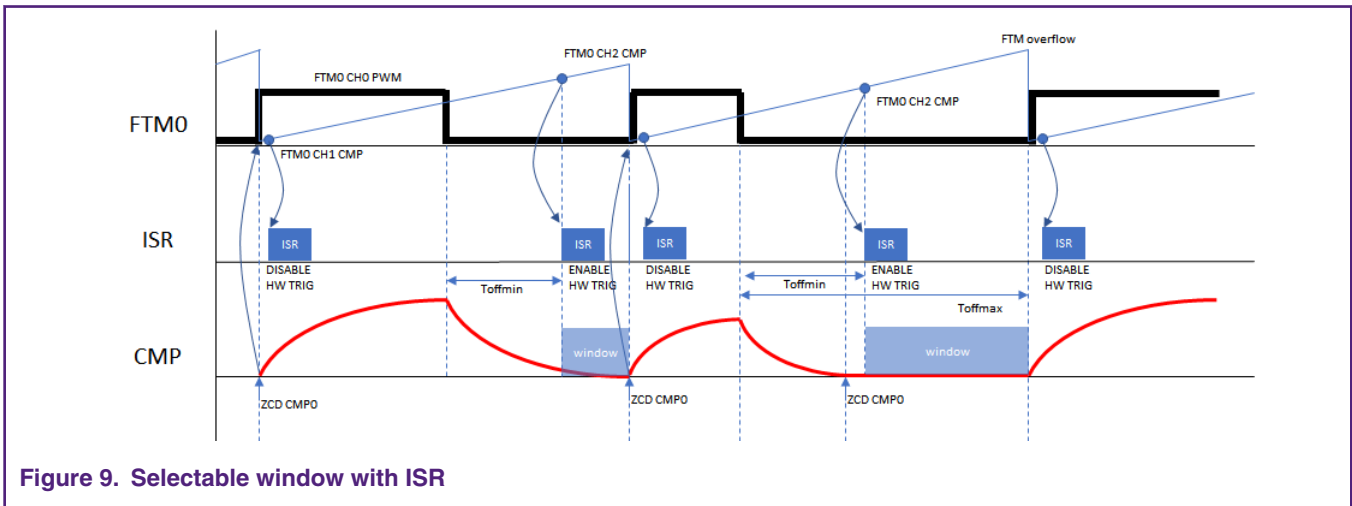 FTM overflow
FTM0 CH2 CMP
FTM0 CH0 PWM
FTM0 CH2 CMP
FTM0
FTM0 CH1 CMP
ISR
ISR
ISR
ISR
ISR
ISR
DISABLE HW TRIG
ENABLE HW TRIG
DISABLE HW TRIG
ENABLE HW TRIG
DISABLE HW TRIG
Toffmin
Toffmin
Toffmax
CMP
window
window
ZCD CMP0
ZCD CMP0
ZCD CMP0
Figure 9. Selectable window with ISR